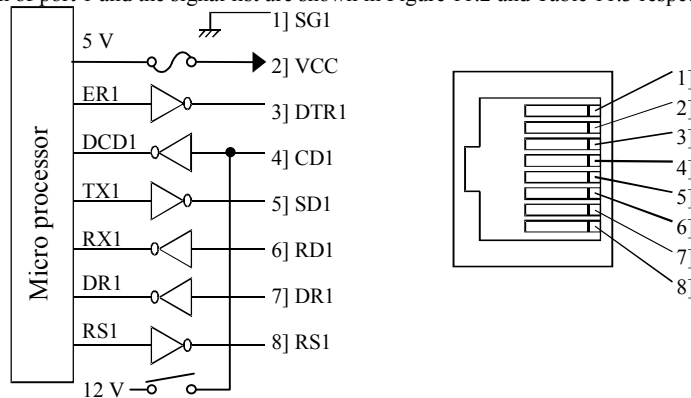 n of port 1 and the signal list are shown in Figure 11.2 and Table 11.3 respe
1] SG1
5 V
2] VCC
ER1
3] DTR1
DCD1
4] CD1
TX1
5] SD1
RX1
6] RD1
DR1
7] DR1
RS1
8] RS1
12 V
Micro processor
1]
2]
3]
4]
5]
6]
7]
8]